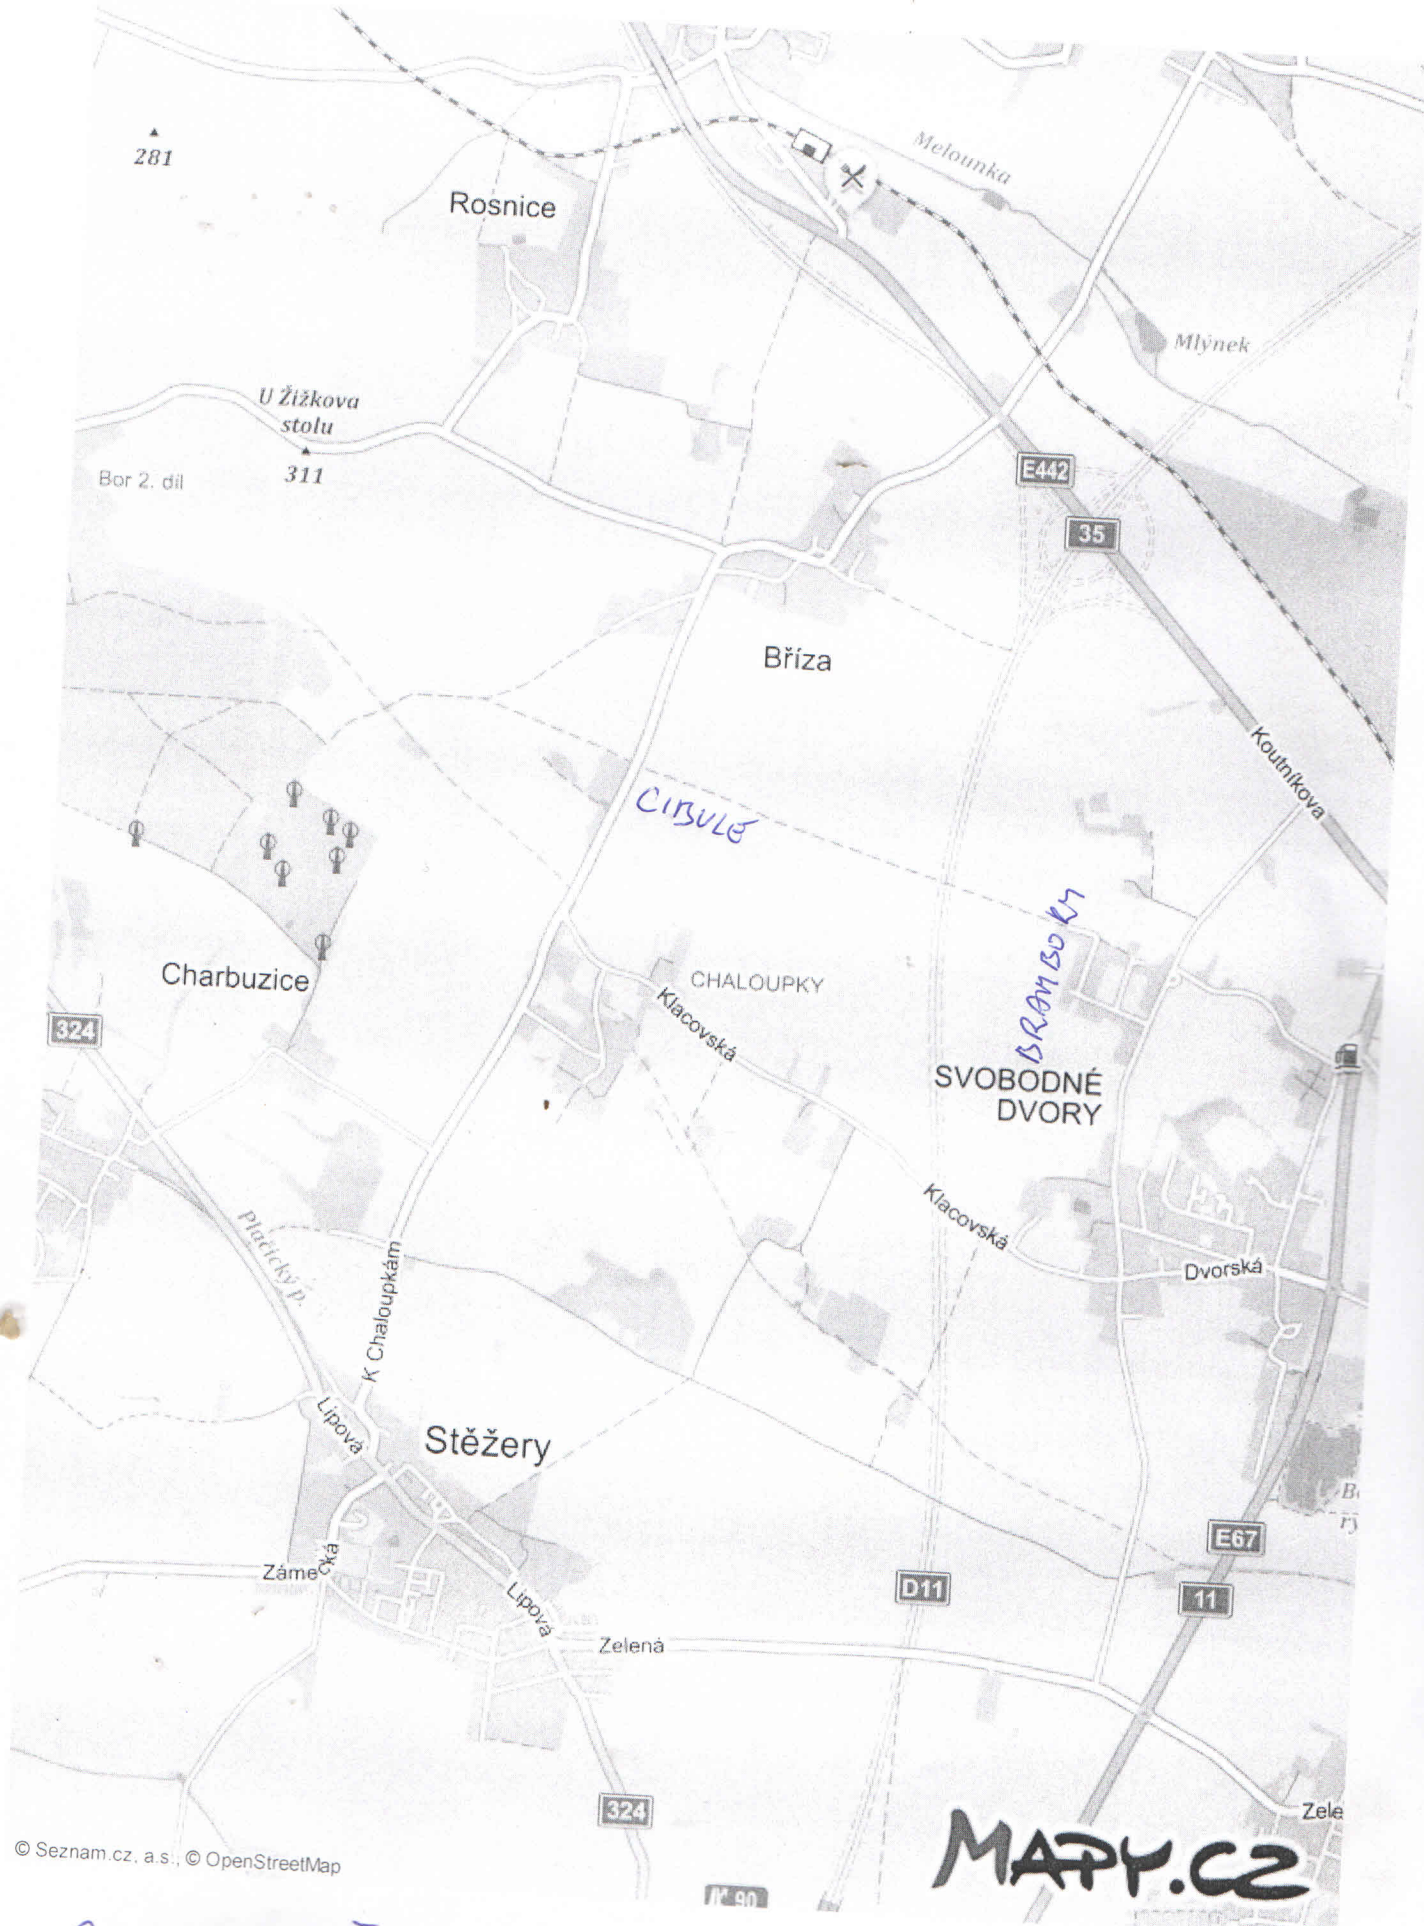 Melounka
281
Rosnice
Mlýnek
U Žižkova
stolu
311
Bor 2. díl
E442
35
Bříza
Koutníkova
CIBULE
BRAMBORY
Charbuzice
CHALOUPKY
Klacovská
324
SVOBODNÉ
DVORY
Klacovská
Plačický p.
Dvorská
K Chaloupkám
Lipová
Stěžery
E67
Zámecká
D11
11
Lipová
Zelená
324
Zele
MAPY.CZ
© Seznam.cz, a.s., © OpenStreetMap
90